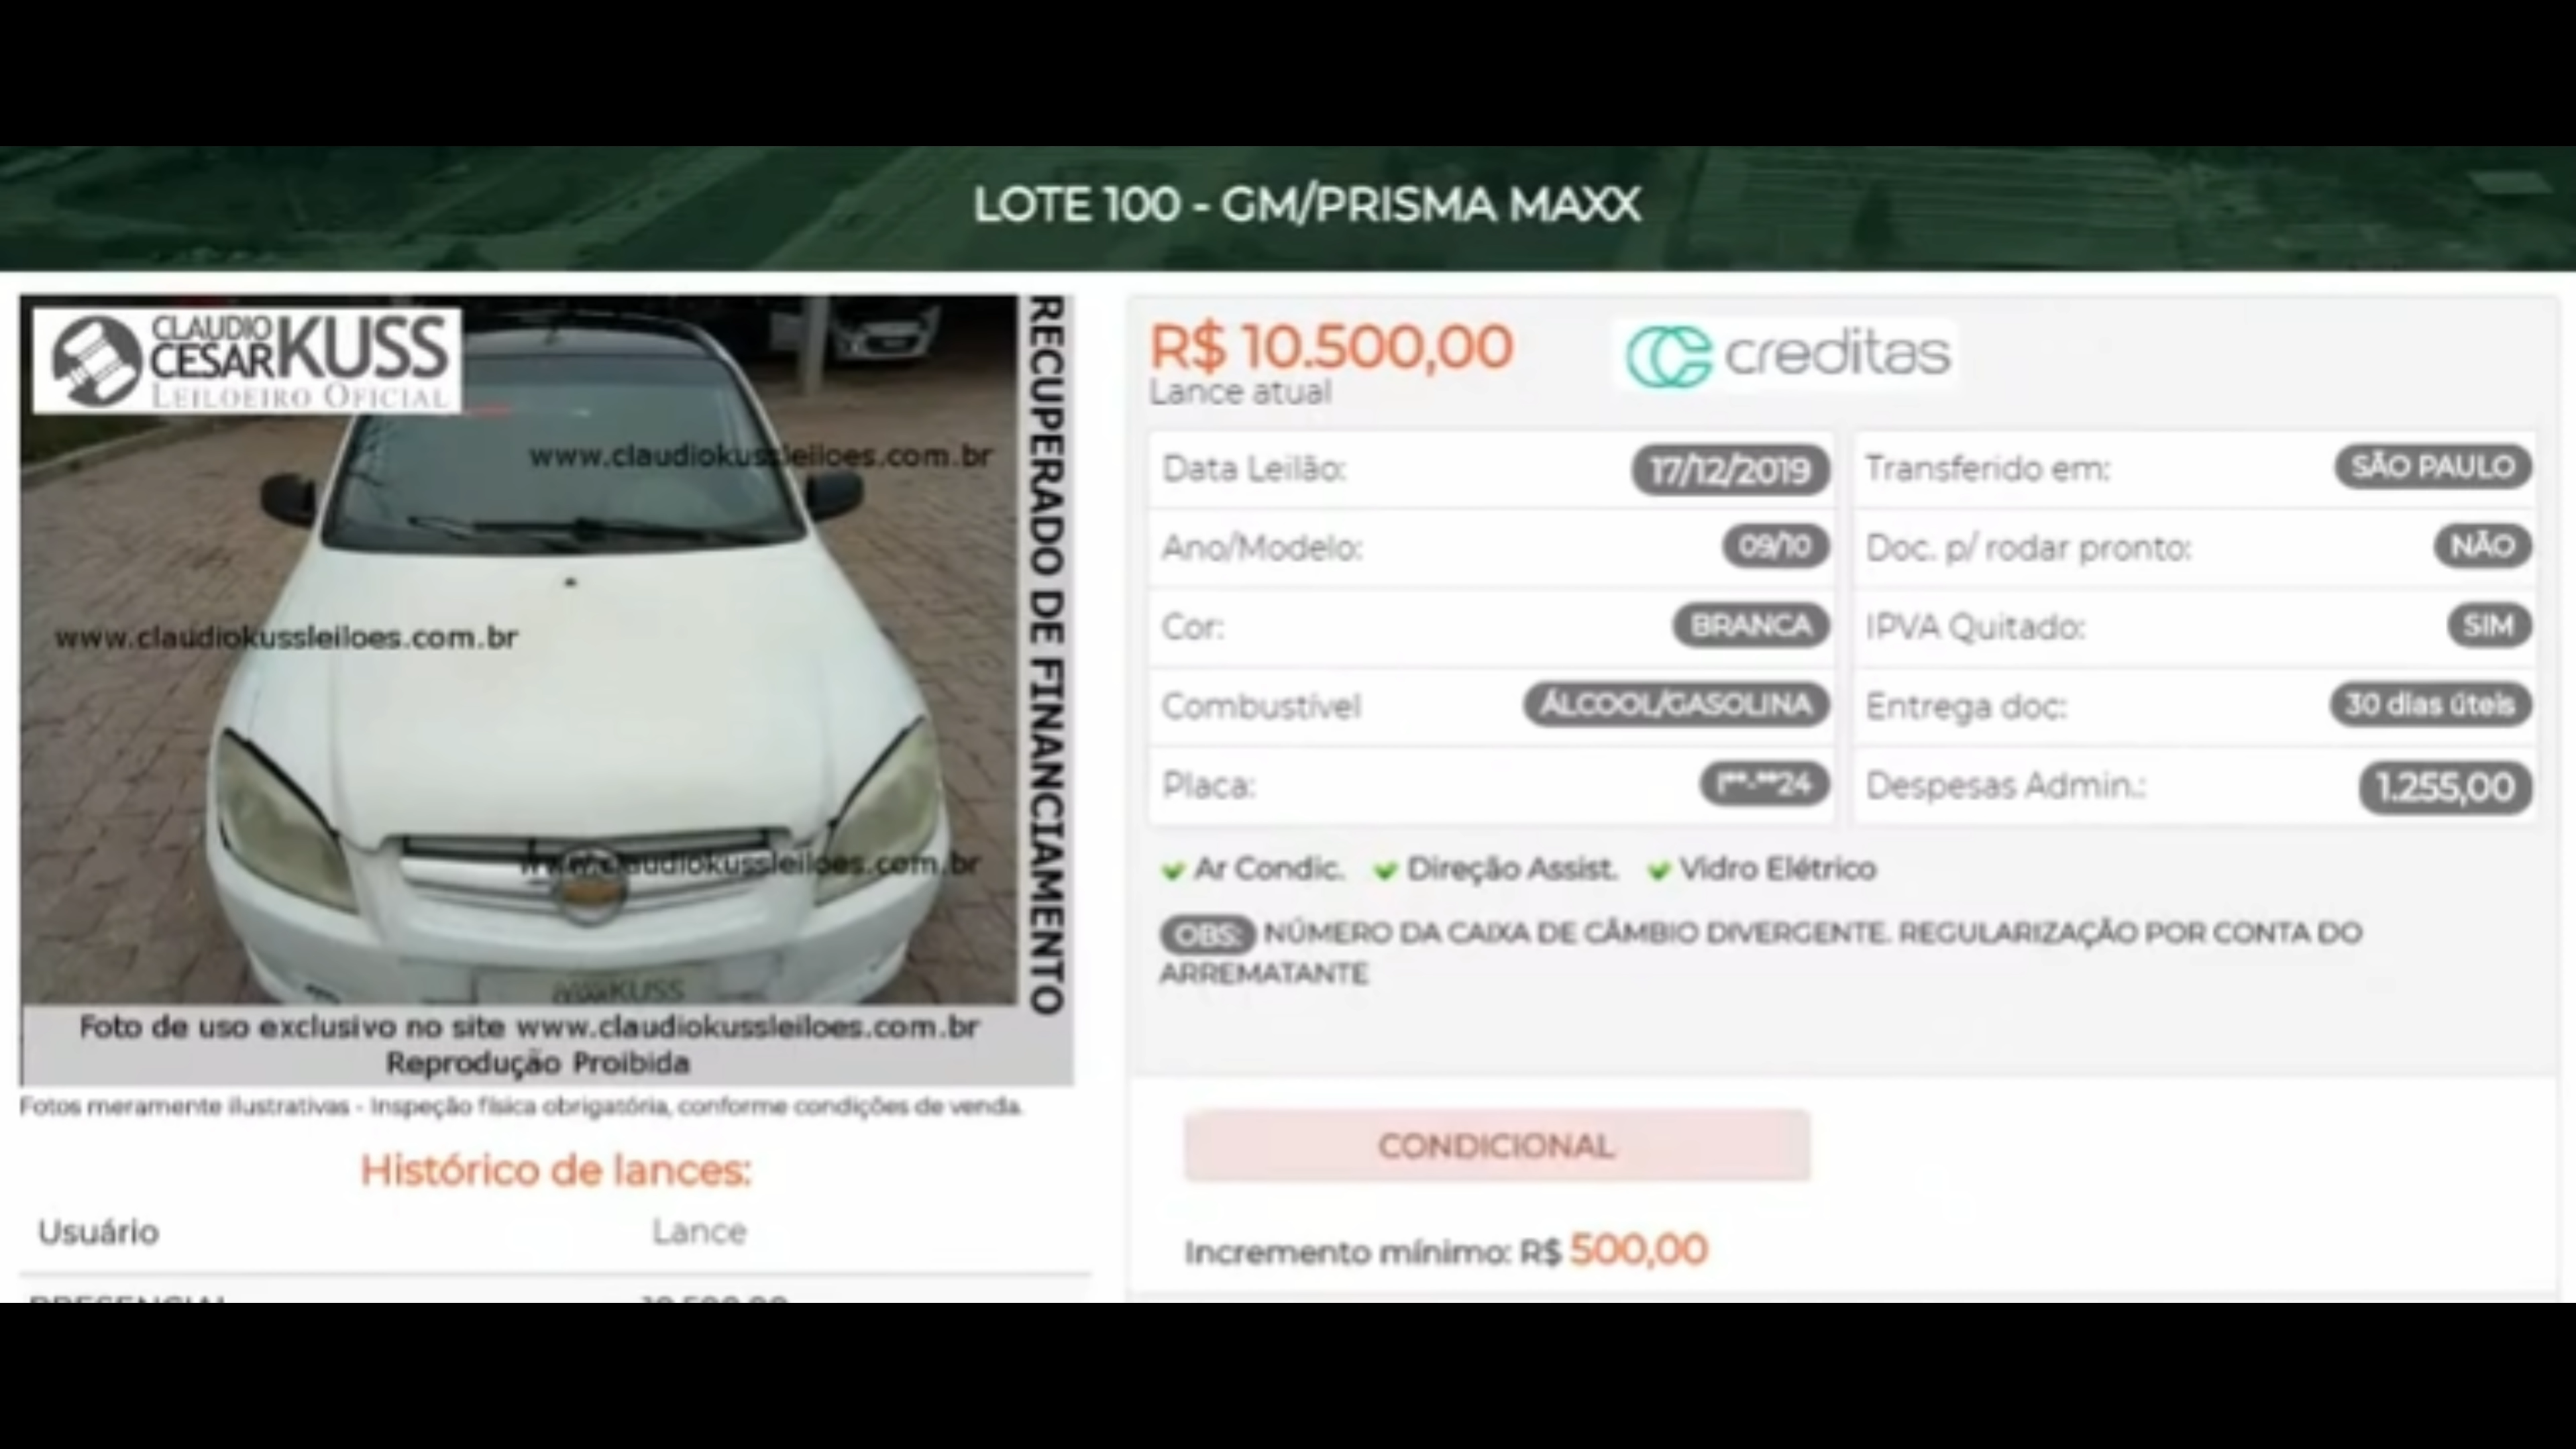 LOTE 100 - GM/PRISMA MAXX
CLAUDIO
CESAR KUSS
LEILOEIRO OFICIAL
www.claudiokussleiloes.com.br
www.claudiokussleiloes.com.br
www.claudiokussleiloes.com.br
KUSS
RECUPERADO DE FINANCIAMENTO
Foto de uso exclusivo no site www.claudiokussleiloes.com.br
Reprodução Proibida
Fotos meramente ilustrativas - Inspeção física obrigatória, conforme condições de venda.
Histórico de lances:
Usuário Lance
PRESENCIAL 10.500,00
R$ 10.500,00
Lance atual
creditas
Data Leilão: 17/12/2019
Ano/Modelo: 09/10
Cor: BRANCA
Combustível ÁLCOOL/GASOLINA
Placa: I**-**24
Transferido em: SÃO PAULO
Doc. p/ rodar pronto: NÃO
IPVA Quitado: SIM
Entrega doc: 30 dias úteis
Despesas Admin.: 1.255,00
Ar Condic. Direção Assist. Vidro Elétrico
OBS: NÚMERO DA CAIXA DE CÂMBIO DIVERGENTE. REGULARIZAÇÃO POR CONTA DO
ARREMATANTE
CONDICIONAL
Incremento mínimo: R$ 500,00